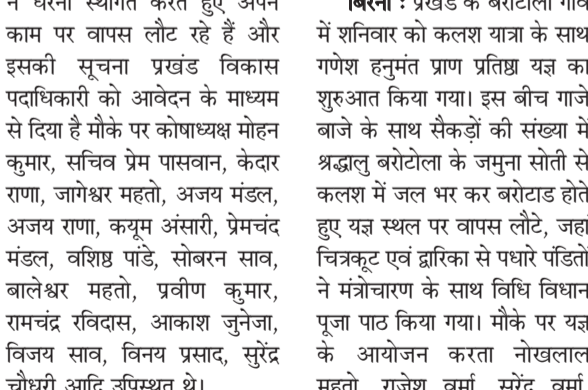 न धरना स्थगित करते हुए अपने
काम पर वापस लौट रहे हैं और
इसकी सूचना प्रखंड विकास
पदाधिकारी को आवेदन के माध्यम
से दिया है मौके पर कोषाध्यक्ष मोहन
कुमार, सचिव प्रेम पासवान, केदार
राणा, जागेश्वर महतो, अजय मंडल,
अजय राणा, कयूम अंसारी, प्रेमचंद
मंडल, वशिष्ठ पांडे, सोबरन साव,
बालेश्वर महतो, प्रवीण कुमार,
रामचंद्र रविदास, आकाश जुनेजा,
विजय साव, विनय प्रसाद, सुरेंद्र
चौधरी आदि उपस्थित थे।
बिरनी : प्रखंड के बरोटोला गांव
में शनिवार को कलश यात्रा के साथ
गणेश हनुमंत प्राण प्रतिष्ठा यज्ञ का
शुरुआत किया गया। इस बीच गाजे
बाजे के साथ सैकड़ों की संख्या में
श्रद्धालु बरोटोला के जमुना सोती से
कलश में जल भर कर बरोटाड होते
हुए यज्ञ स्थल पर वापस लौटे, जहां
चित्रकूट एवं द्वारिका से पधारे पंडितो
ने मंत्रोचारण के साथ विधि विधान
पूजा पाठ किया गया। मौके पर यज्ञ
के आयोजन करता नोखलाल
महतो, राजेश वर्मा, सुरेंद्र वर्मा,